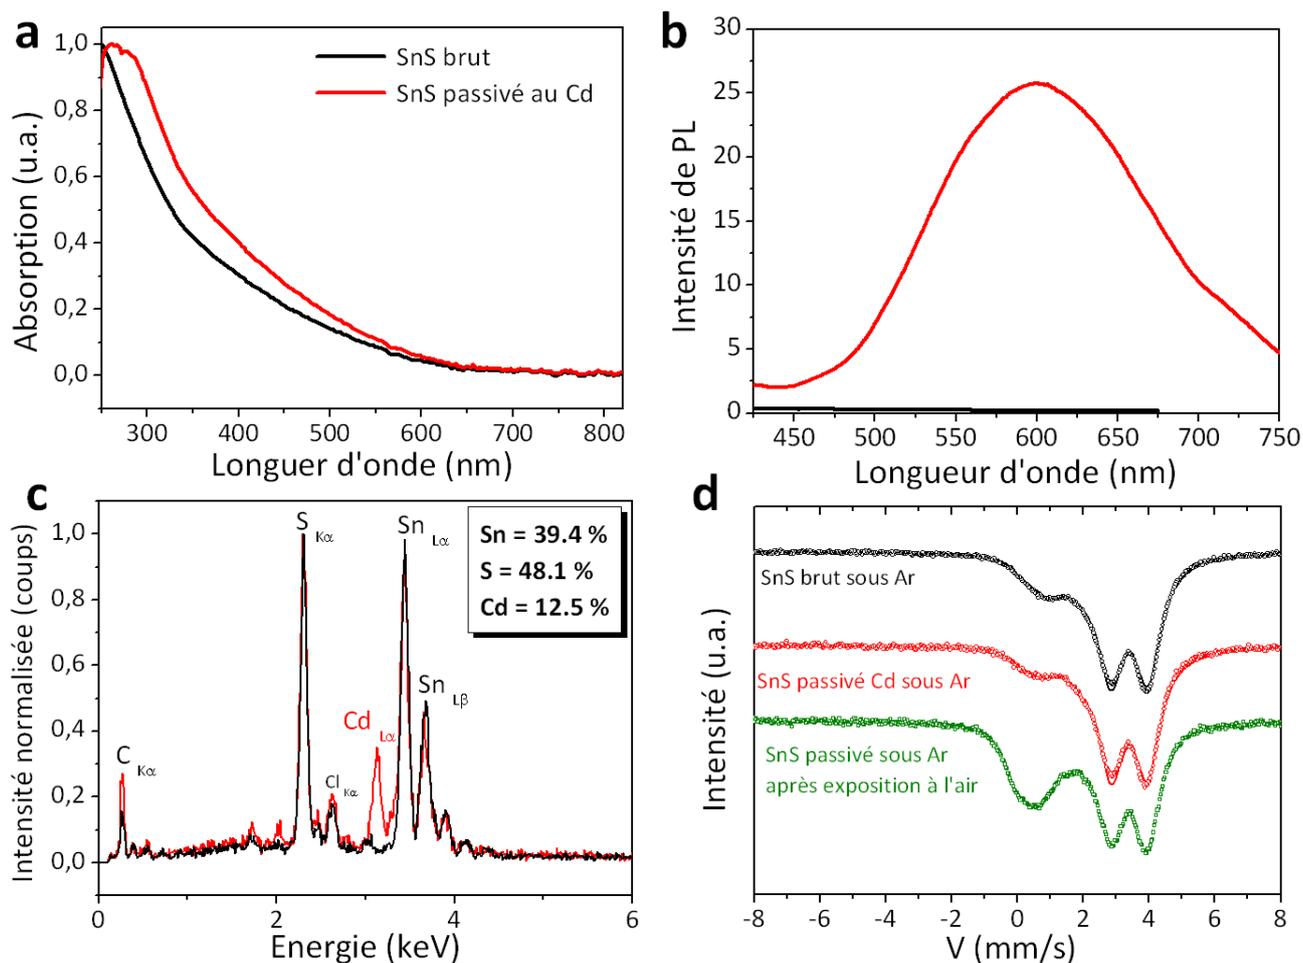 a
SnS brut
SnS passivé au Cd
Absorption (u.a.)
1,0
0,8
0,6
0,4
0,2
0,0
300 400 500 600 700 800
Longuer d'onde (nm)
b
Intensité de PL
30
25
20
15
10
5
0
450 500 550 600 650 700 750
Longueur d'onde (nm)
c
Intensité normalisée (coups)
1,0
0,8
0,6
0,4
0,2
0,0
C Kα
S Kα
Cl Kα
Cd Lα
Sn Lα
Sn Lβ
Sn = 39.4 %
S = 48.1 %
Cd = 12.5 %
0 2 4 6
Energie (keV)
d
Intensité (u.a.)
SnS brut sous Ar
SnS passivé Cd sous Ar
SnS passivé sous Ar
après exposition à l'air
-8 -6 -4 -2 0 2 4 6 8
V (mm/s)